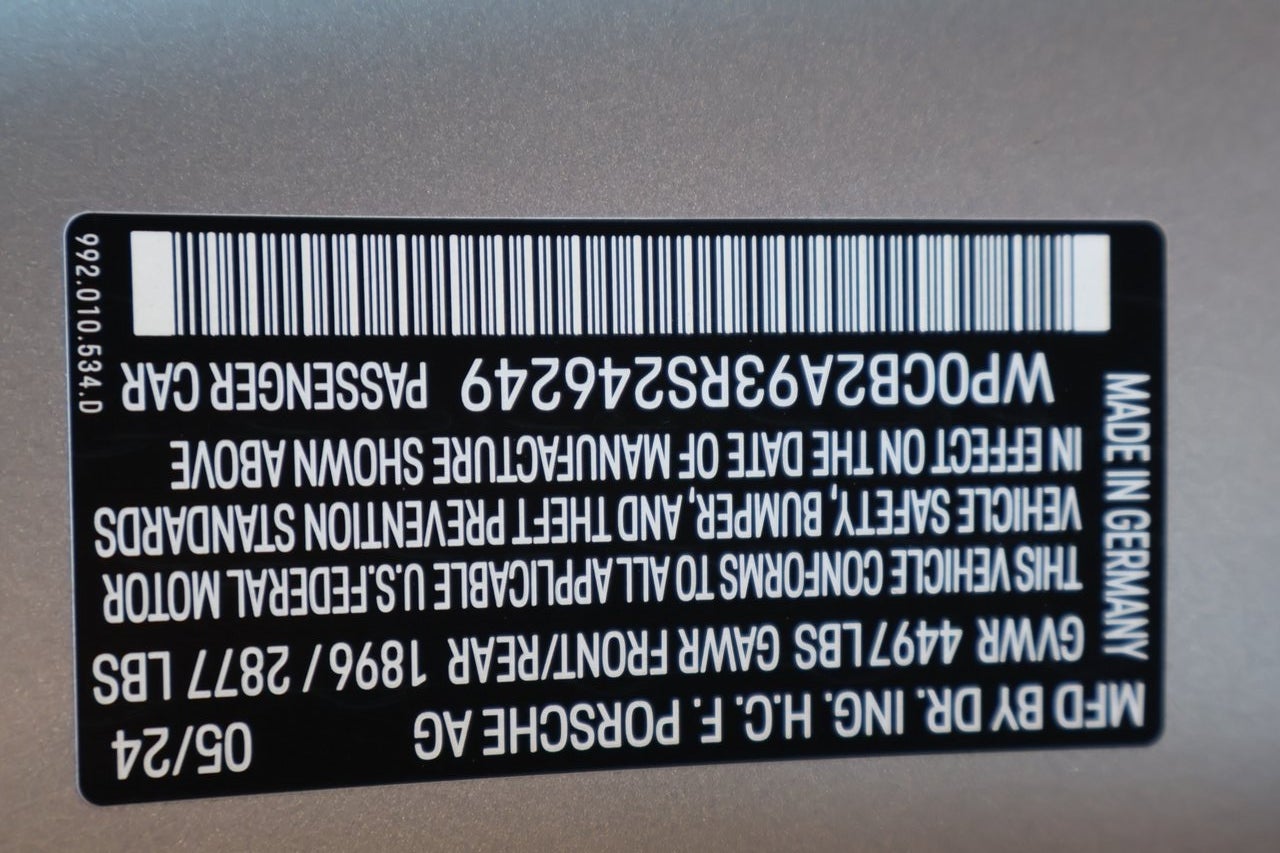 MFD BY DR. ING. H.C. F. PORSCHE AG 05/24
GVWR 4497LBS GAWR FRONT/REAR 1896 / 2877 LBS
THIS VEHICLE CONFORMS TO ALL APPLICABLE U.S.FEDERAL MOTOR
VEHICLE SAFETY, BUMPER, AND THEFT PREVENTION STANDARDS
IN EFFECT ON THE DATE OF MANUFACTURE SHOWN ABOVE
WP0CB2A93RS246249 PASSENGER CAR
MADE IN GERMANY
992.010.534.D